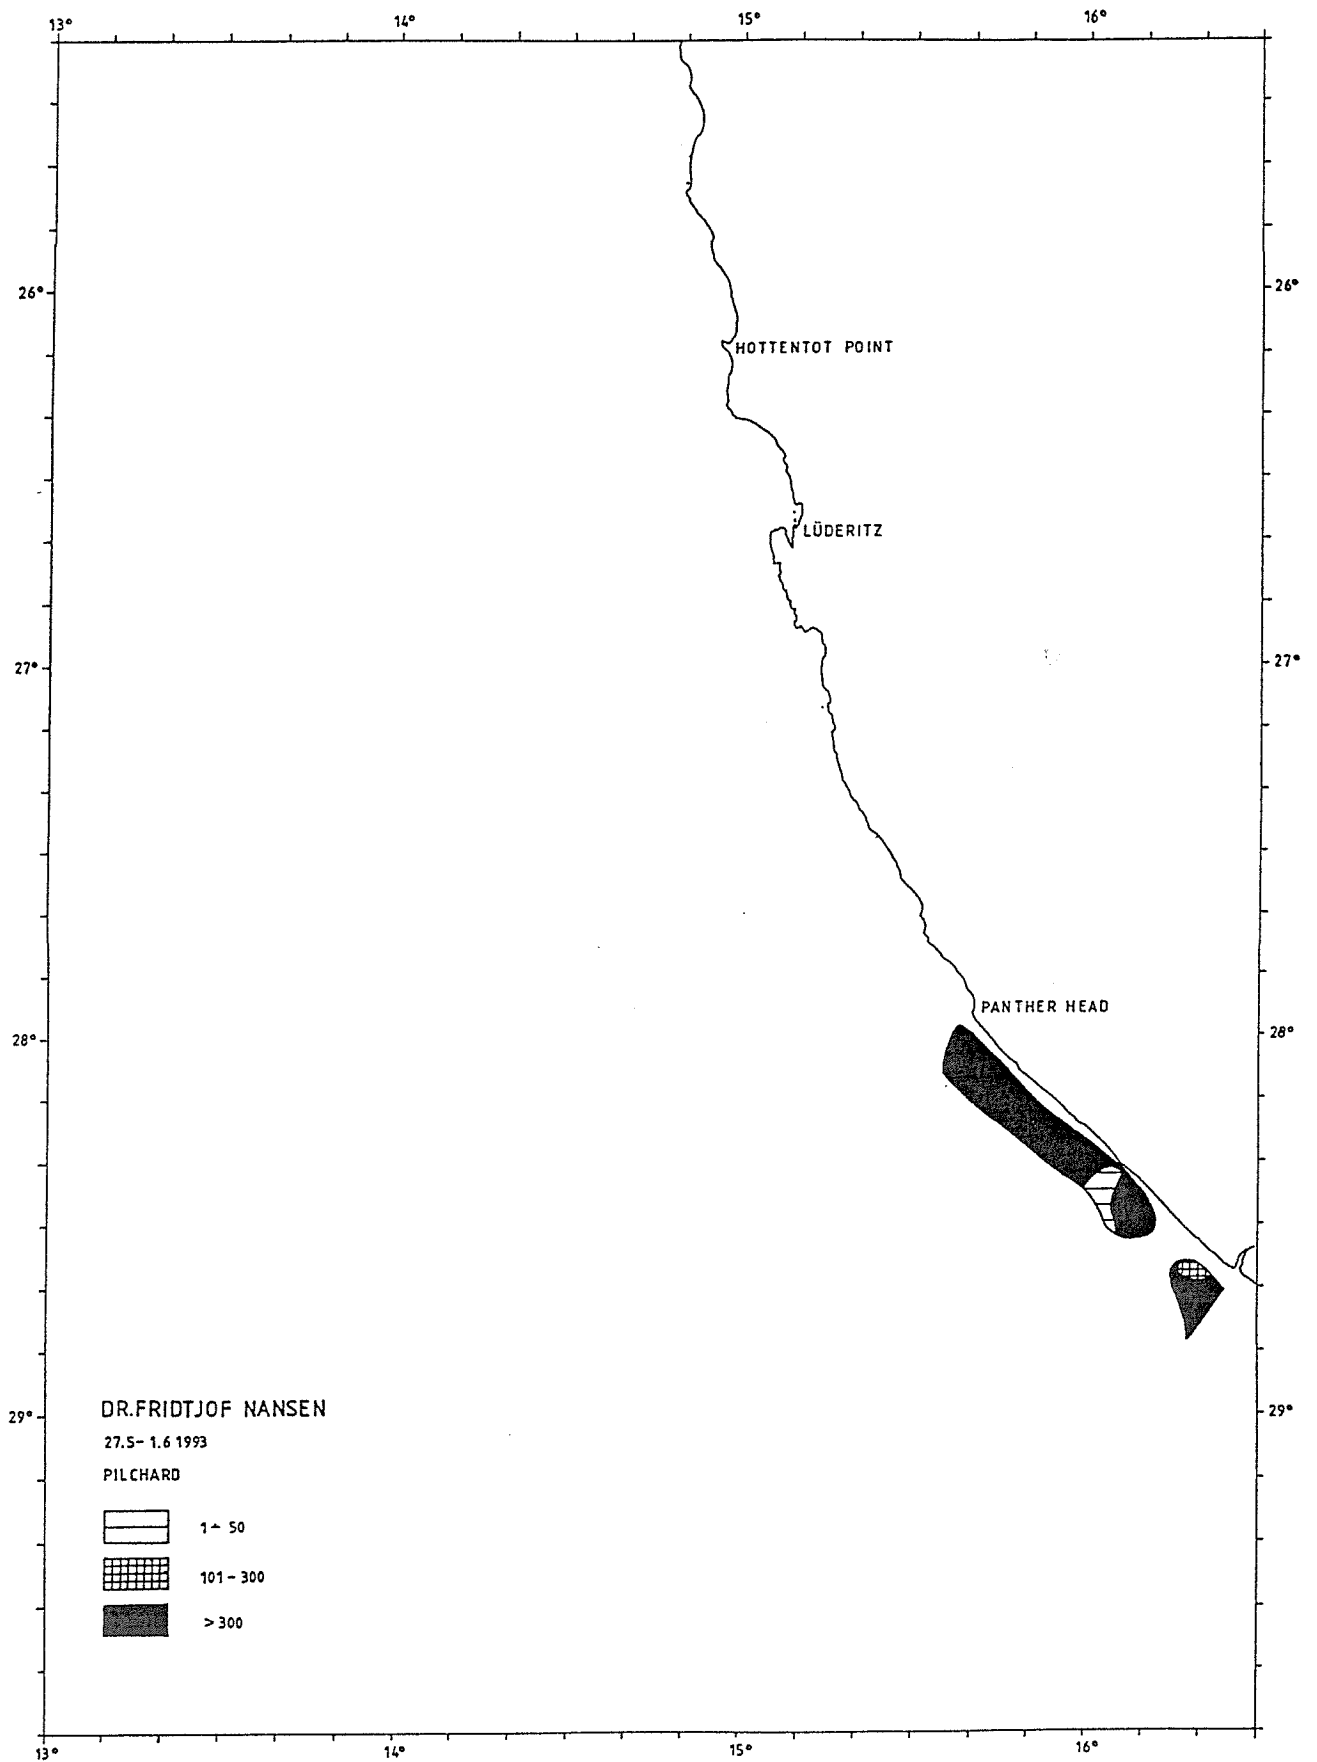 13° 14° 15° 16°
26° 26°
HOTTENTOT POINT
LÜDERITZ
27° 27°
PANTHER HEAD
28° 28°
DR.FRIDTJOF NANSEN
29° 29°
27.5- 1.6 1993
PILCHARD
1- 50
101-300
>300
13° 14° 15° 16°